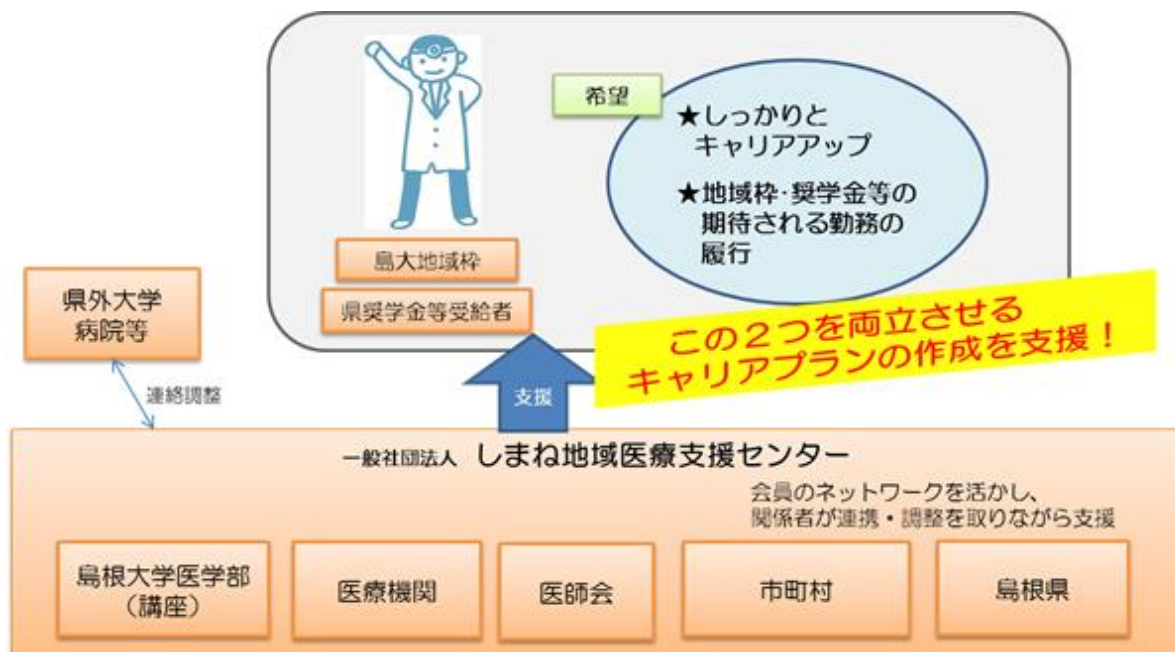 希望
★しっかりと
キャリアアップ
★地域枠・奨学金等の
期待される勤務の
履行
島大地域枠
県奨学金等受給者
県外大学
病院等
この2つを両立させる
キャリアプランの作成を支援！
連絡調整
支援
一般社団法人 しまね地域医療支援センター
会員のネットワークを活かし、
関係者が連携・調整を取りながら支援
島根大学医学部
（講座）
医療機関
医師会
市町村
島根県